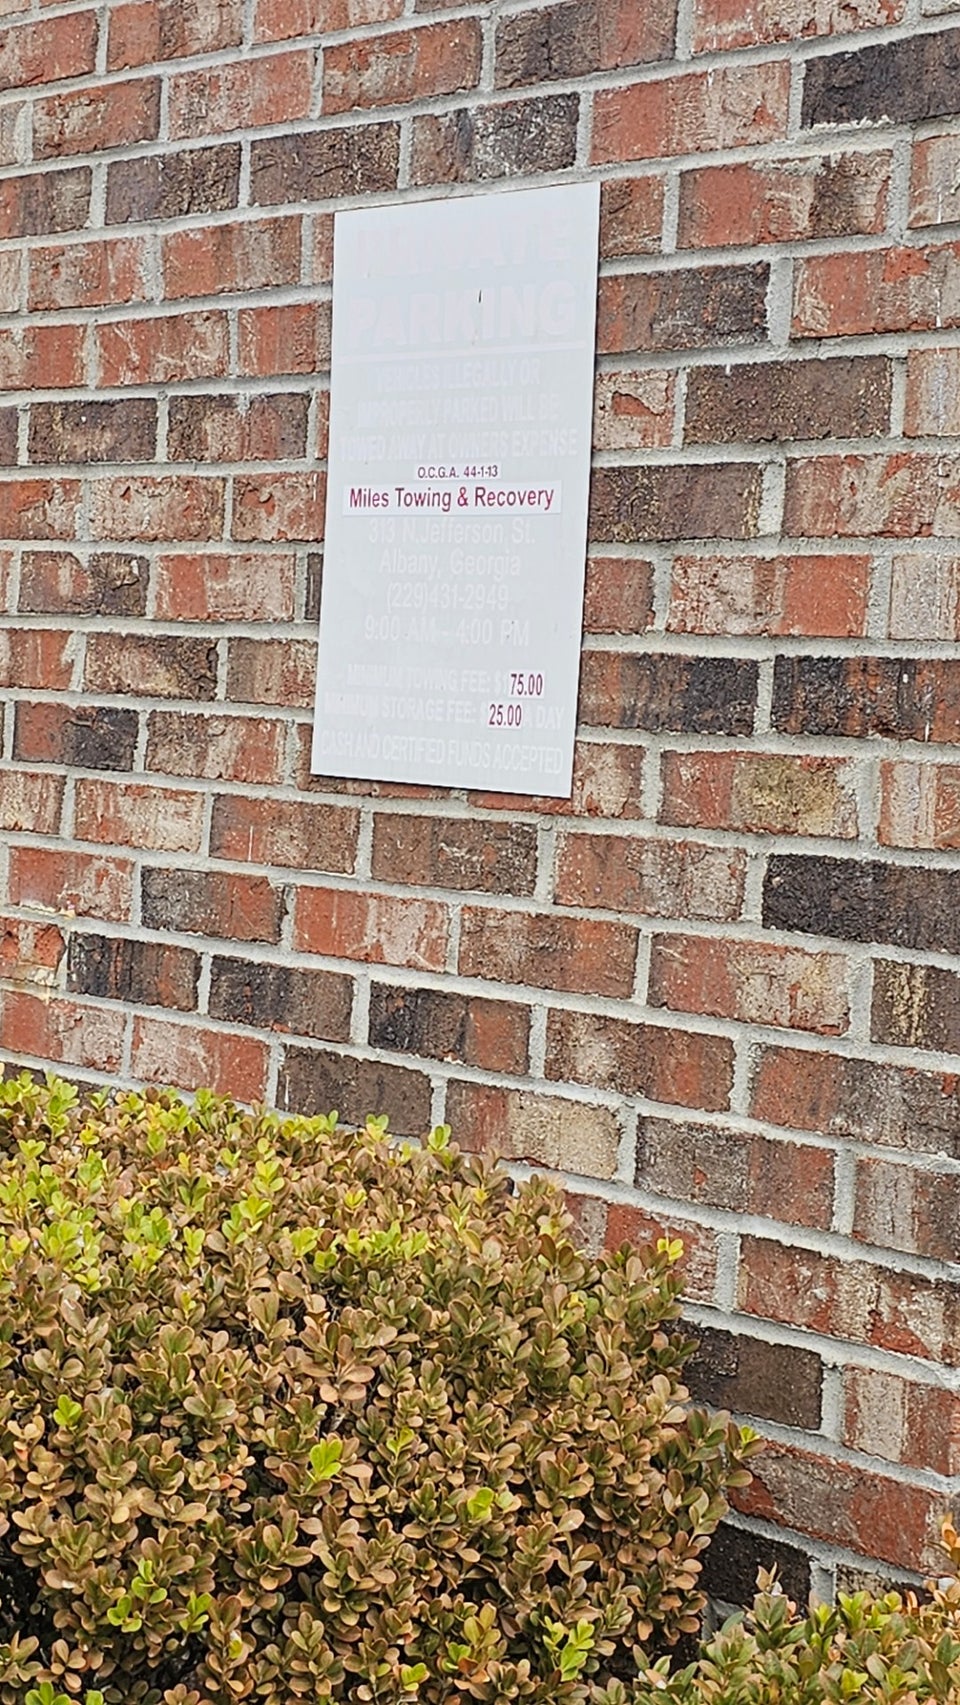 PRIVATE
PARKING
VEHICLES ILLEGALLY OR
IMPROPERLY PARKED WILL BE
TOWED AWAY AT OWNERS EXPENSE
O.C.G.A. 44-1-13
Miles Towing & Recovery
313 N.Jefferson St.
Albany, Georgia
(229)431-2949
9:00 AM - 4:00 PM
MINIMUM TOWING FEE: $75.00
MINIMUM STORAGE FEE: 25.00 DAY
CASH AND CERTIFIED FUNDS ACCEPTED